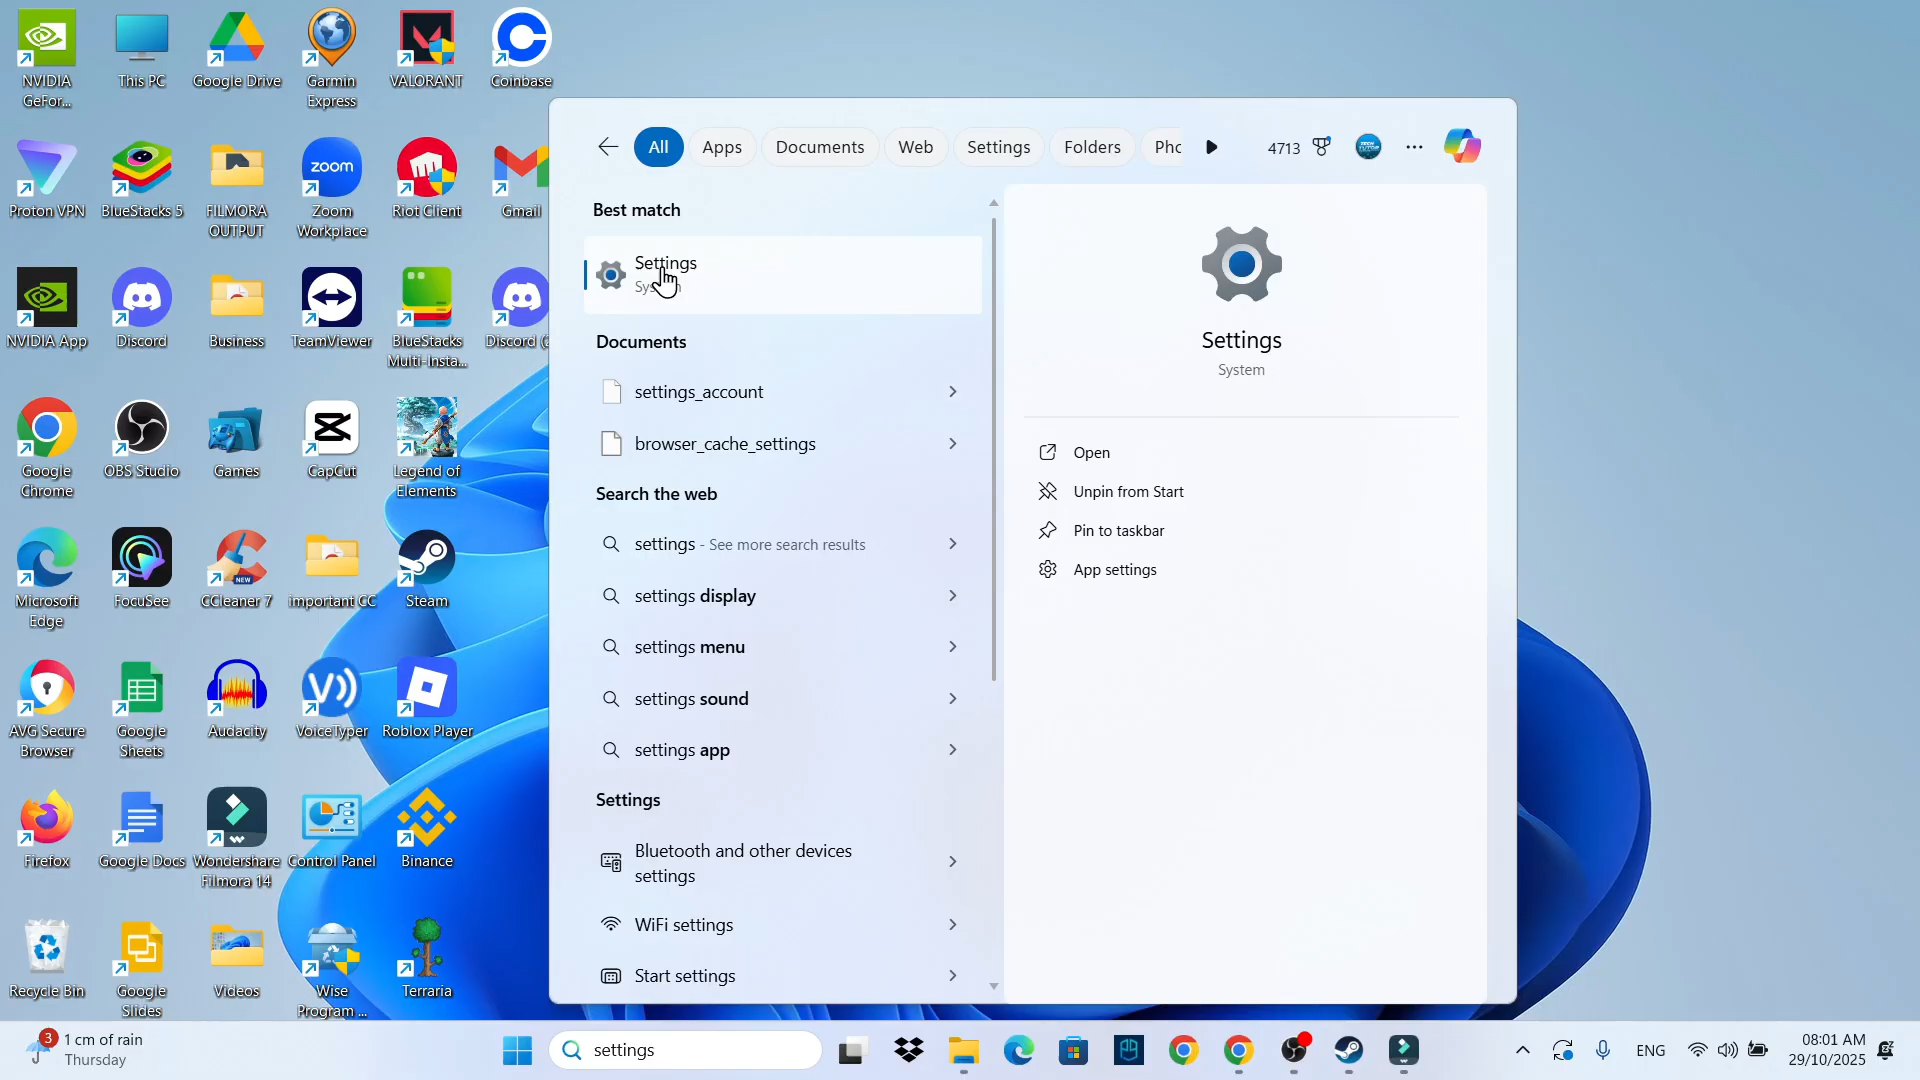 NVIDIA
GeFor...
This PC
Google Drive
Garmin
Express
VALORANT
Coinbase
Proton VPN
BlueStacks 5
FILMORA
OUTPUT
zoom
Zoom
Workplace
Riot Client
Gmail
NVIDIA App
Discord
Business
TeamViewer
BlueStacks
Multi-Insta...
Discord (2
Google
Chrome
OBS Studio
Games
CapCut
Legend of
Elements
Microsoft
Edge
FocuSee
NEW
CCleaner 7
important CC
Steam
AVG Secure
Browser
Google
Sheets
Audacity
VoiceTyper
Roblox Player
Firefox
Google Docs
Wondershare
Filmora 14
Control Panel
Binance
Recycle Bin
Google
Slides
Videos
Wise
Program ...
Terraria
All
Apps
Documents
Web
Settings
Folders
Pho
4713
Best match
Settings
System
Documents
settings_account
browser_cache_settings
Search the web
settings - See more search results
settings display
settings menu
settings sound
settings app
Settings
Bluetooth and other devices
settings
WiFi settings
Start settings
Settings
System
Open
Unpin from Start
Pin to taskbar
App settings
3
1 cm of rain
Thursday
settings
ENG
08:01 AM
29/10/2025